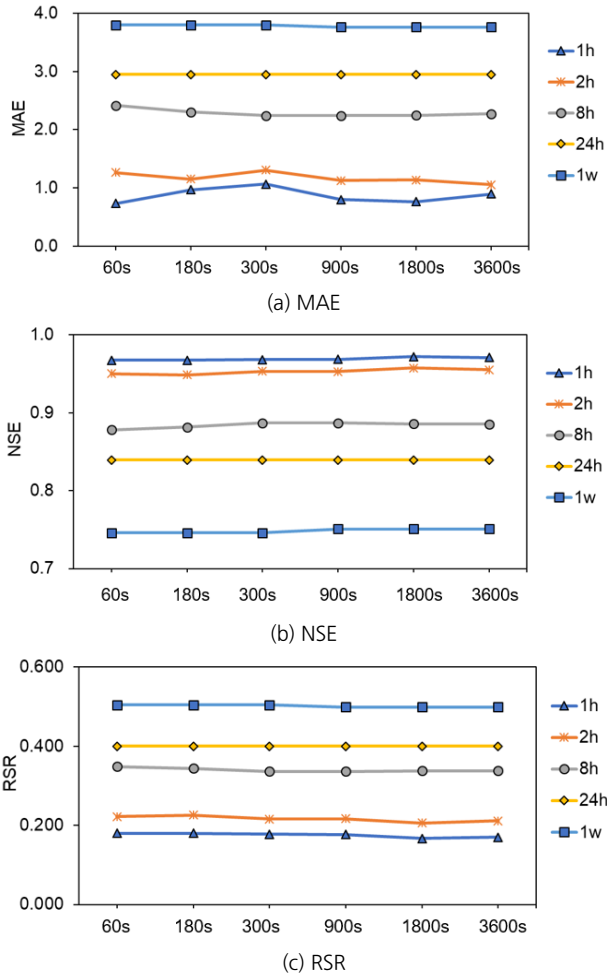 4.0
3.0
2.0
1.0
0.0
MAE
60s 180s 300s 900s 1800s 3600s
1h
2h
8h
24h
1w
(a) MAE
1.0
0.9
0.8
0.7
NSE
60s 180s 300s 900s 1800s 3600s
1h
2h
8h
24h
1w
(b) NSE
0.600
0.400
0.200
0.000
RSR
60s 180s 300s 900s 1800s 3600s
1h
2h
8h
24h
1w
(c) RSR